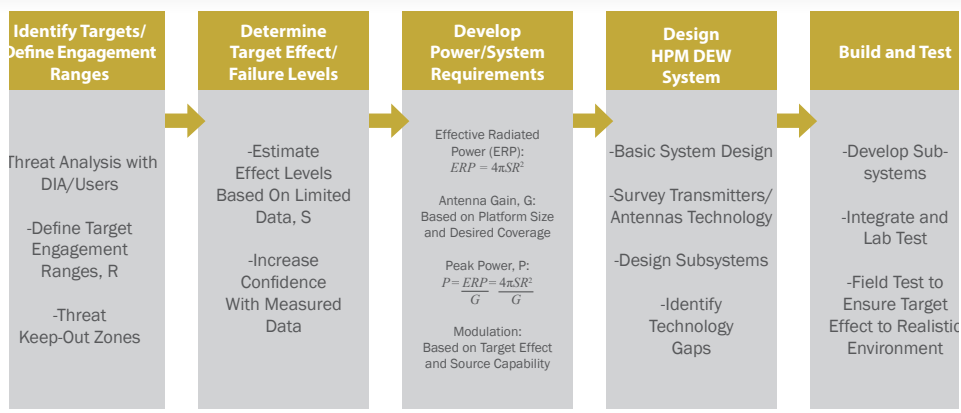 Identify Targets/
Define Engagement
Ranges
Threat Analysis with
DIA/Users
-Define Target
Engagement
Ranges, R
-Threat
Keep-Out Zones
Determine
Target Effect/
Failure Levels
-Estimate
Effect Levels
Based On Limited
Data, S
-Increase
Confidence
With Measured
Data
Develop
Power/System
Requirements
Effective Radiated
Power (ERP):
ERP = 4πSR²
Antenna Gain, G:
Based on Platform Size
and Desired Coverage
Peak Power, P:
P = ERP = 4πSR²
G G
Modulation:
Based on Target Effect
and Source Capability
Design
HPM DEW
System
-Basic System Design
-Survey Transmitters/
Antennas Technology
-Design Subsystems
-Identify
Technology
Gaps
Build and Test
-Develop Sub-
systems
-Integrate and
Lab Test
-Field Test to
Ensure Target
Effect to Realistic
Environment